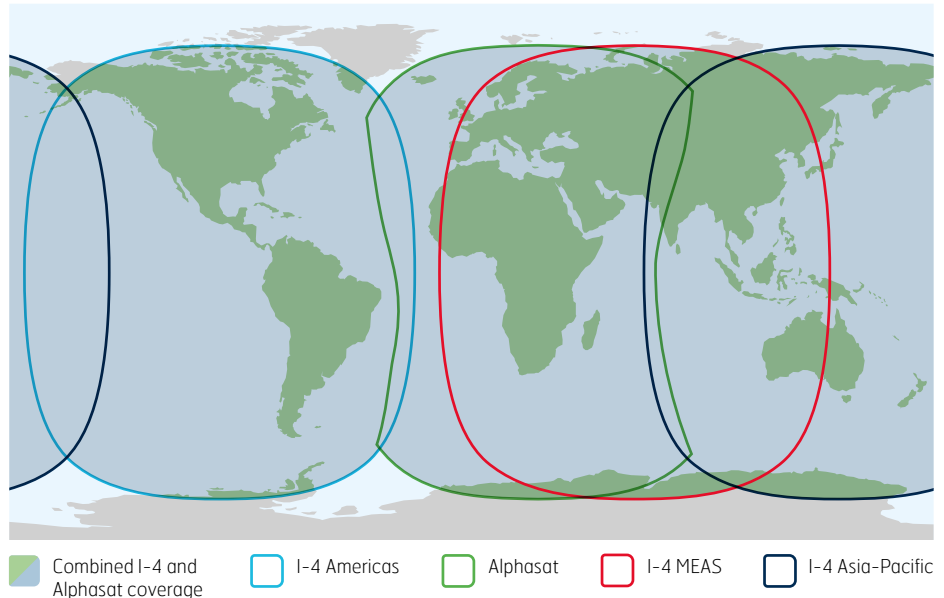 Combined I-4 and
Alphasat coverage
I-4 Americas
Alphasat
I-4 MEAS
I-4 Asia-Pacific